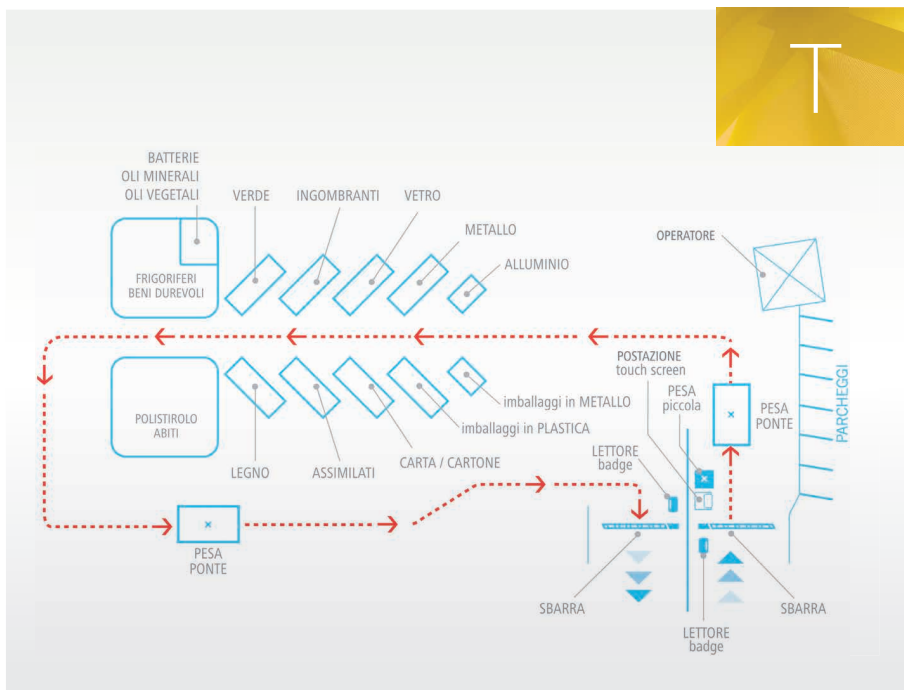 T
BATTERIE
OLI MINERALI
OLI VEGETALI
VERDE
INGOMBRANTI
VETRO
METALLO
ALLUMINIO
OPERATORE
FRIGORIFERI
BENI DUREVOLI
POSTAZIONE
touch screen
PESA
piccola
PESA
PONTE
PARCHEGGI
POLISTIROLO
ABITI
imballaggi in METALLO
imballaggi in PLASTICA
CARTA / CARTONE
ASSIMILATI
LEGNO
LETTORE
badge
PESA
PONTE
SBARRA
SBARRA
LETTORE
badge